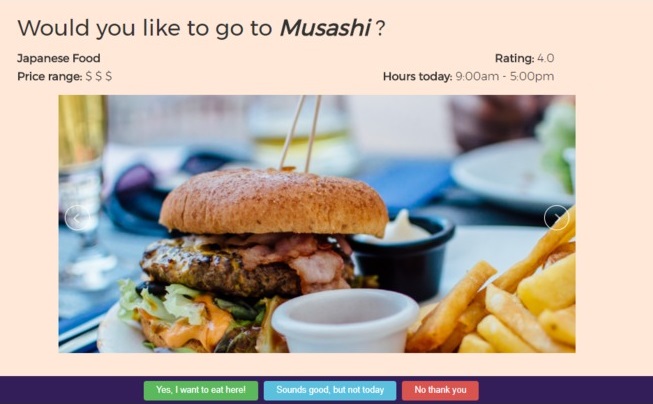 Would you like to go to Musashi ?
Japanese Food
Rating: 4.0
Price range: $ $ $
Hours today: 9:00am - 5:00pm
Yes, I want to eat here!
Sounds good, but not today
No thank you